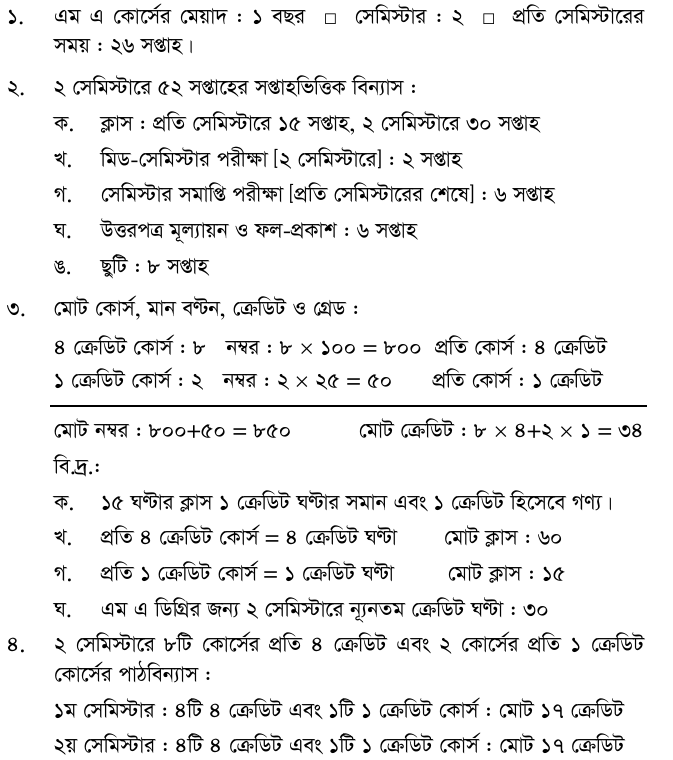 ১. এম এ কোর্সের মেয়াদ : ১ বছর □ সেমিস্টার : ২ □ প্রতি সেমিস্টারের
সময় : ২৬ সপ্তাহ।
২. ২ সেমিস্টারে ৫২ সপ্তাহের সপ্তাহভিত্তিক বিন্যাস :
ক. ক্লাস : প্রতি সেমিস্টারে ১৫ সপ্তাহ, ২ সেমিস্টারে ৩০ সপ্তাহ
খ. মিড-সেমিস্টার পরীক্ষা [২ সেমিস্টারে] : ২ সপ্তাহ
গ. সেমিস্টার সমাপ্তি পরীক্ষা [প্রতি সেমিস্টারের শেষে] : ৬ সপ্তাহ
ঘ. উত্তরপত্র মূল্যায়ন ও ফল-প্রকাশ : ৬ সপ্তাহ
ঙ. ছুটি : ৮ সপ্তাহ
৩. মোট কোর্স, মান বণ্টন, ক্রেডিট ও গ্রেড :
৪ ক্রেডিট কোর্স : ৮ নম্বর : ৮ × ১০০ = ৮০০ প্রতি কোর্স : ৪ ক্রেডিট
১ ক্রেডিট কোর্স : ২ নম্বর : ২ × ২৫ = ৫০ প্রতি কোর্স : ১ ক্রেডিট
মোট নম্বর : ৮০০+৫০ = ৮৫০ মোট ক্রেডিট : ৮ × ৪+২ × ১ = ৩৪
বি.দ্র.:
ক. ১৫ ঘণ্টার ক্লাস ১ ক্রেডিট ঘণ্টার সমান এবং ১ ক্রেডিট হিসেবে গণ্য।
খ. প্রতি ৪ ক্রেডিট কোর্স = ৪ ক্রেডিট ঘণ্টা মোট ক্লাস : ৬০
গ. প্রতি ১ ক্রেডিট কোর্স = ১ ক্রেডিট ঘণ্টা মোট ক্লাস : ১৫
ঘ. এম এ ডিগ্রির জন্য ২ সেমিস্টারে ন্যূনতম ক্রেডিট ঘণ্টা : ৩০
৪. ২ সেমিস্টারে ৮টি কোর্সের প্রতি ৪ ক্রেডিট এবং ২ কোর্সের প্রতি ১ ক্রেডিট
কোর্সের পাঠবিন্যাস :
১ম সেমিস্টার : ৪টি ৪ ক্রেডিট এবং ১টি ১ ক্রেডিট কোর্স : মোট ১৭ ক্রেডিট
২য় সেমিস্টার : ৪টি ৪ ক্রেডিট এবং ১টি ১ ক্রেডিট কোর্স : মোট ১৭ ক্রেডিট